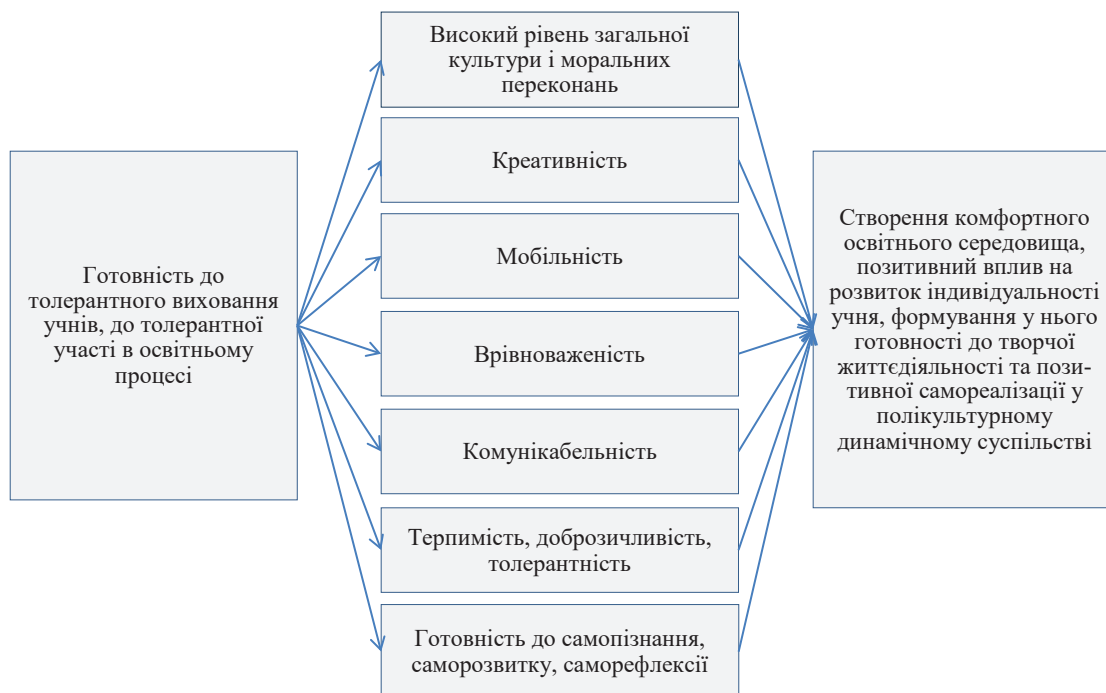 Готовність до
толерантного виховання
учнів, до толерантної
участі в освітньому
процесі
Високий рівень загальної
культури і моральних
переконань
Креативність
Мобільність
Врівноваженість
Комунікабельність
Терпимість, доброзичливість,
толерантність
Готовність до самопізнання,
саморозвитку, саморефлексії
Створення комфортного
освітнього середовища,
позитивний вплив на
розвиток індивідуальності
учня, формування у нього
готовності до творчої
життєдіяльності та пози-
тивної самореалізації у
полікультурному
динамічному суспільстві